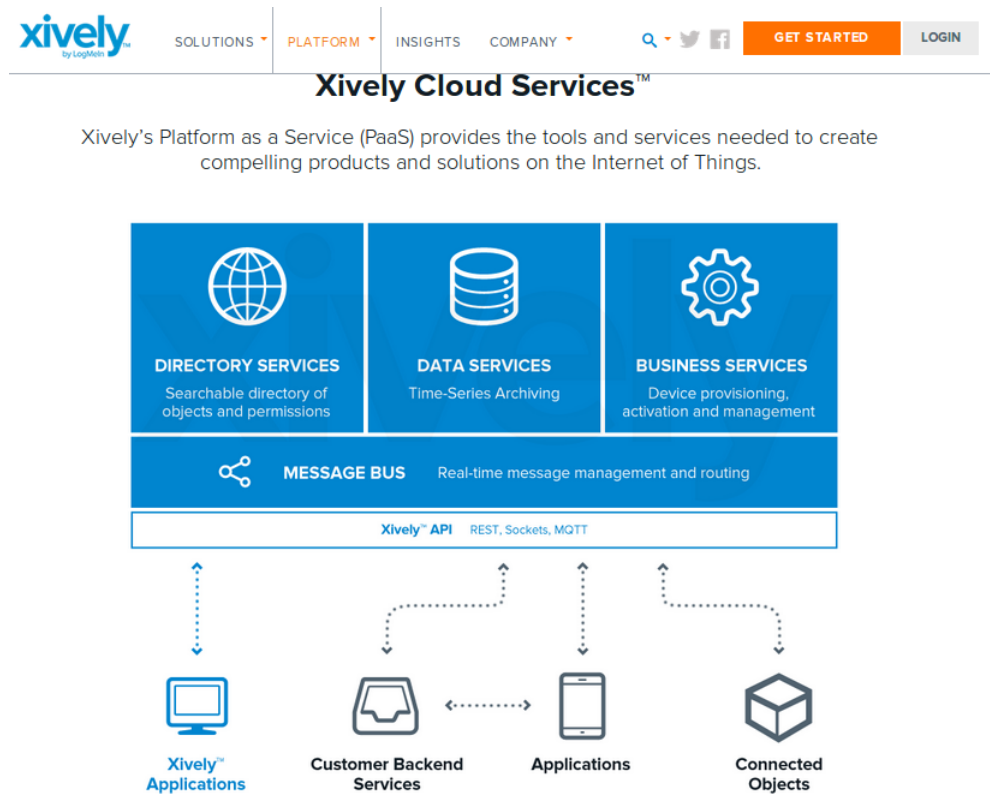 xively™
by LogMeIn
SOLUTIONS PLATFORM INSIGHTS COMPANY GET STARTED LOGIN
Xively Cloud Services™
Xively's Platform as a Service (PaaS) provides the tools and services needed to create
compelling products and solutions on the Internet of Things.
xively
DIRECTORY SERVICES
Searchable directory of
objects and permissions
DATA SERVICES
Time-Series Archiving
BUSINESS SERVICES
Device provisioning,
activation and management
MESSAGE BUS Real-time message management and routing
Xively™ API REST, Sockets, MQTT
Xively™
Applications
Customer Backend
Services
Applications
Connected
Objects